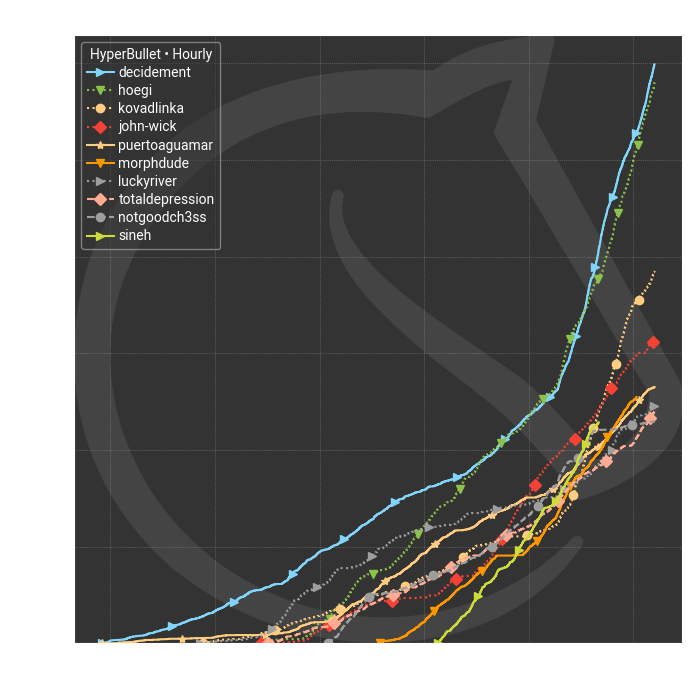 HyperBullet • Hourly
decidement
hoegi
kovadlinka
john-wick
puertoaguamar
morphdude
luckyriver
totaldepression
notgoodch3ss
sineh